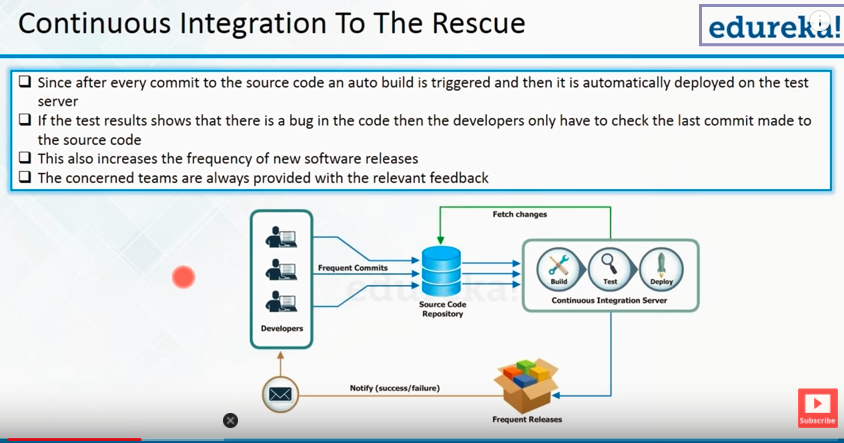 Continuous Integration To The Rescue
edureka!
Since after every commit to the source code an auto build is triggered and then it is automatically deployed on the test
server
If the test results shows that there is a bug in the code then the developers only have to check the last commit made to
the source code
This also increases the frequency of new software releases
The concerned teams are always provided with the relevant feedback
Fetch changes
Frequent Commits
Build
Test
Deploy
edureka!
Continuous Integration Server
Source Code
Repository
Developers
Notify (success/failure)
Frequent Releases
Subscribe